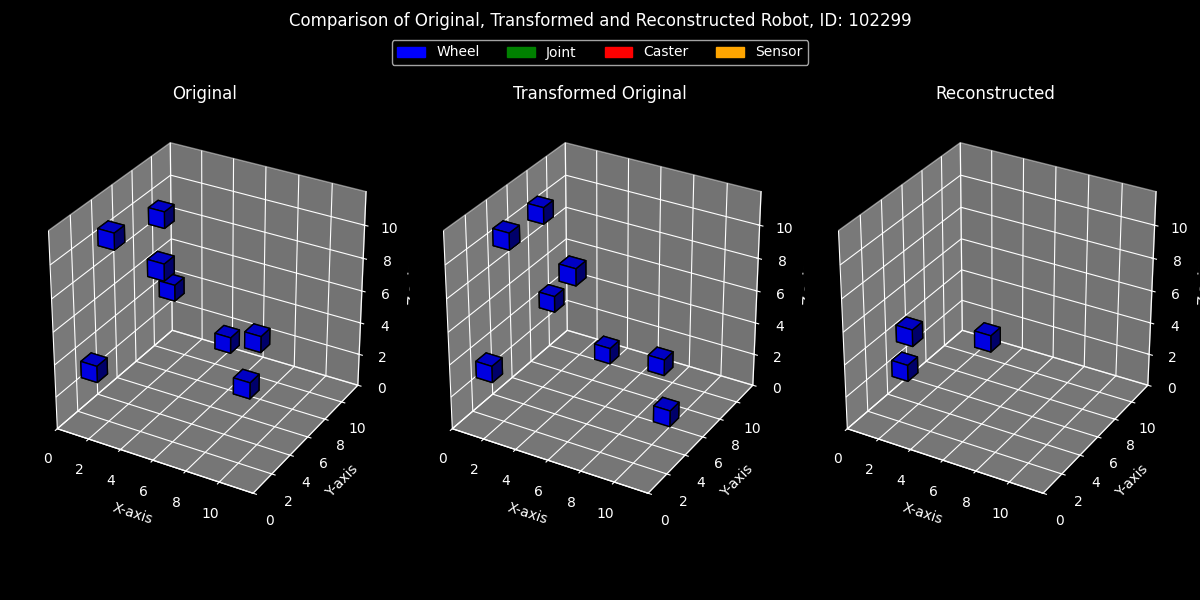 Comparison of Original, Transformed and Reconstructed Robot, ID: 102299
Wheel Joint Caster Sensor
Original Transformed Original Reconstructed
10 10 10
8 8 8
6 6 6
4 4 4
2 2 2
0 0 0
0 2 4 6 8 10 0 2 4 6 8 10 0 2 4 6 8 10
0 2 4 6 8 10 0 2 4 6 8 10 0 2 4 6 8 10
X-axis Y-axis X-axis Y-axis X-axis Y-axis